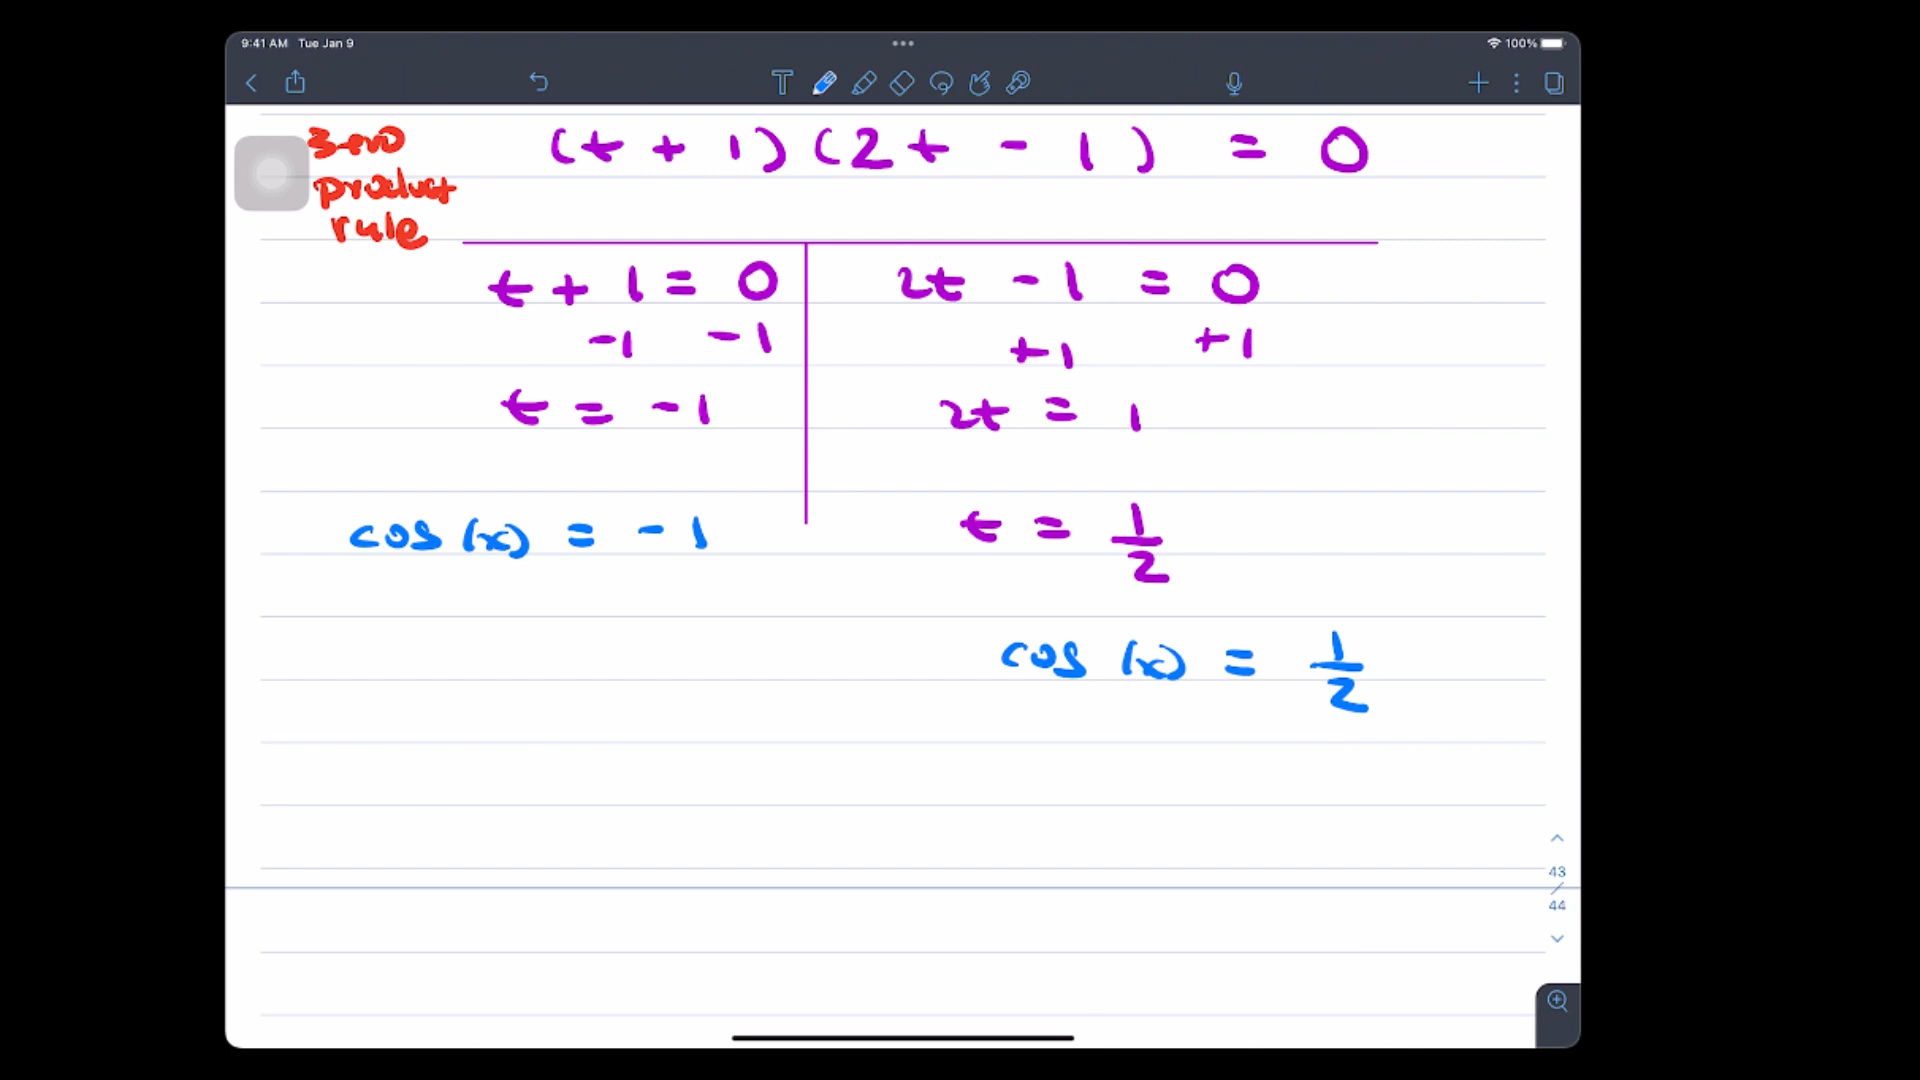 9:41 AM Tue Jan 9
100%
zero
product
rule
(t + 1)(2t - 1) = 0
t + 1 = 0
-1 -1
t = -1
cos(x) = -1
2t - 1 = 0
+1 +1
2t = 1
t = 1/2
cos(x) = 1/2
43
/
44